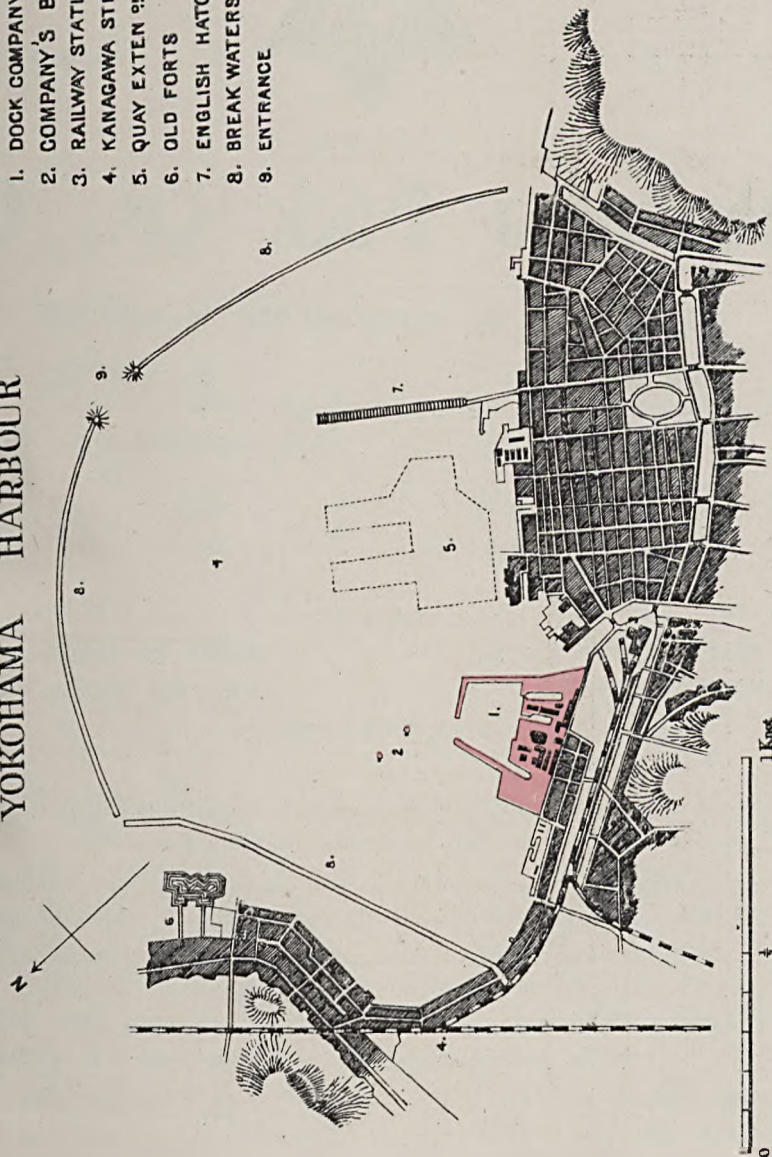 YOKOHAMA HARBOUR
1. DOCK COMPANY
2. COMPANY'S B
3. RAILWAY STATI
4. KANAGAWA ST
5. QUAY EXTEN
6. OLD FORTS
7. ENGLISH HATO
8. BREAK WATERS
9. ENTRANCE
N
6
8.
8.
9.
8.
7.
5.
2
1.
4.
0
½
1 Knot